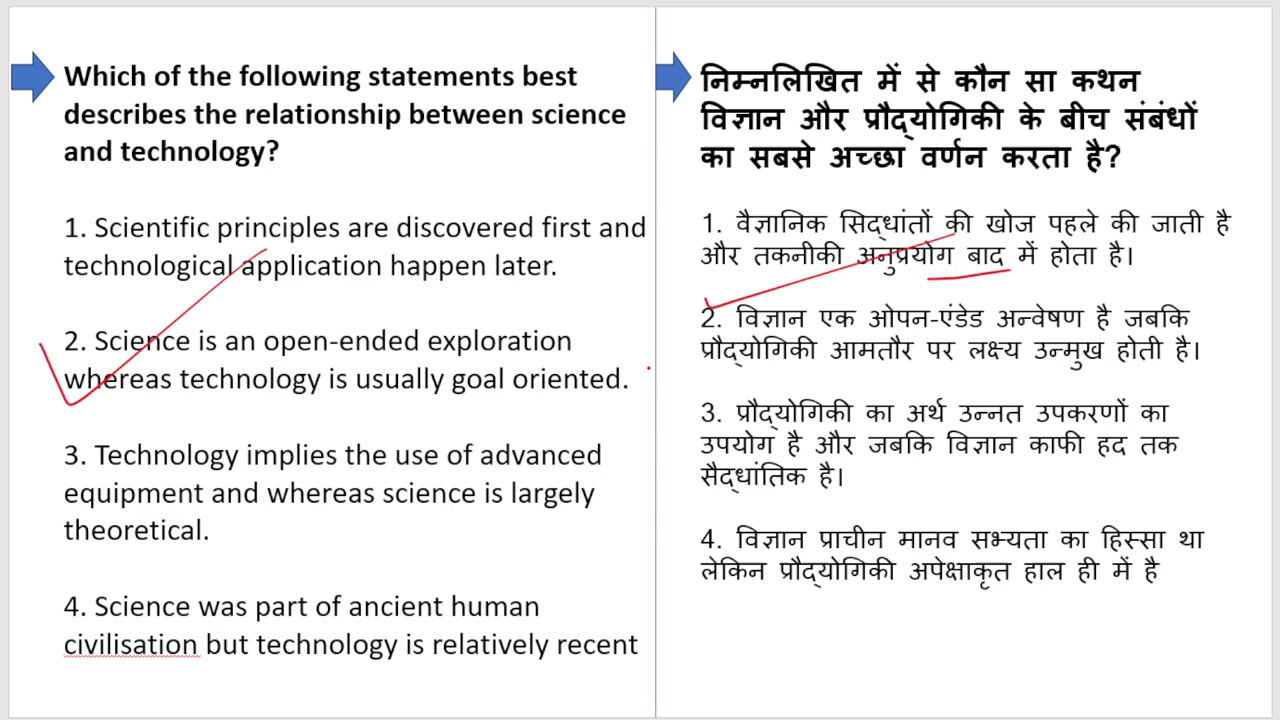 Which of the following statements best
describes the relationship between science
and technology?
1. Scientific principles are discovered first and
technological application happen later.
2. Science is an open-ended exploration
whereas technology is usually goal oriented.
3. Technology implies the use of advanced
equipment and whereas science is largely
theoretical.
4. Science was part of ancient human
civilisation but technology is relatively recent
निम्नलिखित में से कौन सा कथन
विज्ञान और प्रौद्योगिकी के बीच संबंधों
का सबसे अच्छा वर्णन करता है?
1. वैज्ञानिक सिद्धांतों की खोज पहले की जाती है
और तकनीकी अनुप्रयोग बाद में होता है।
2. विज्ञान एक ओपन-एंडेड अन्वेषण है जबकि
प्रौद्योगिकी आमतौर पर लक्ष्य उन्मुख होती है।
3. प्रौद्योगिकी का अर्थ उन्नत उपकरणों का
उपयोग है और जबकि विज्ञान काफी हद तक
सैद्धांतिक है।
4. विज्ञान प्राचीन मानव सभ्यता का हिस्सा था
लेकिन प्रौद्योगिकी अपेक्षाकृत हाल ही में है